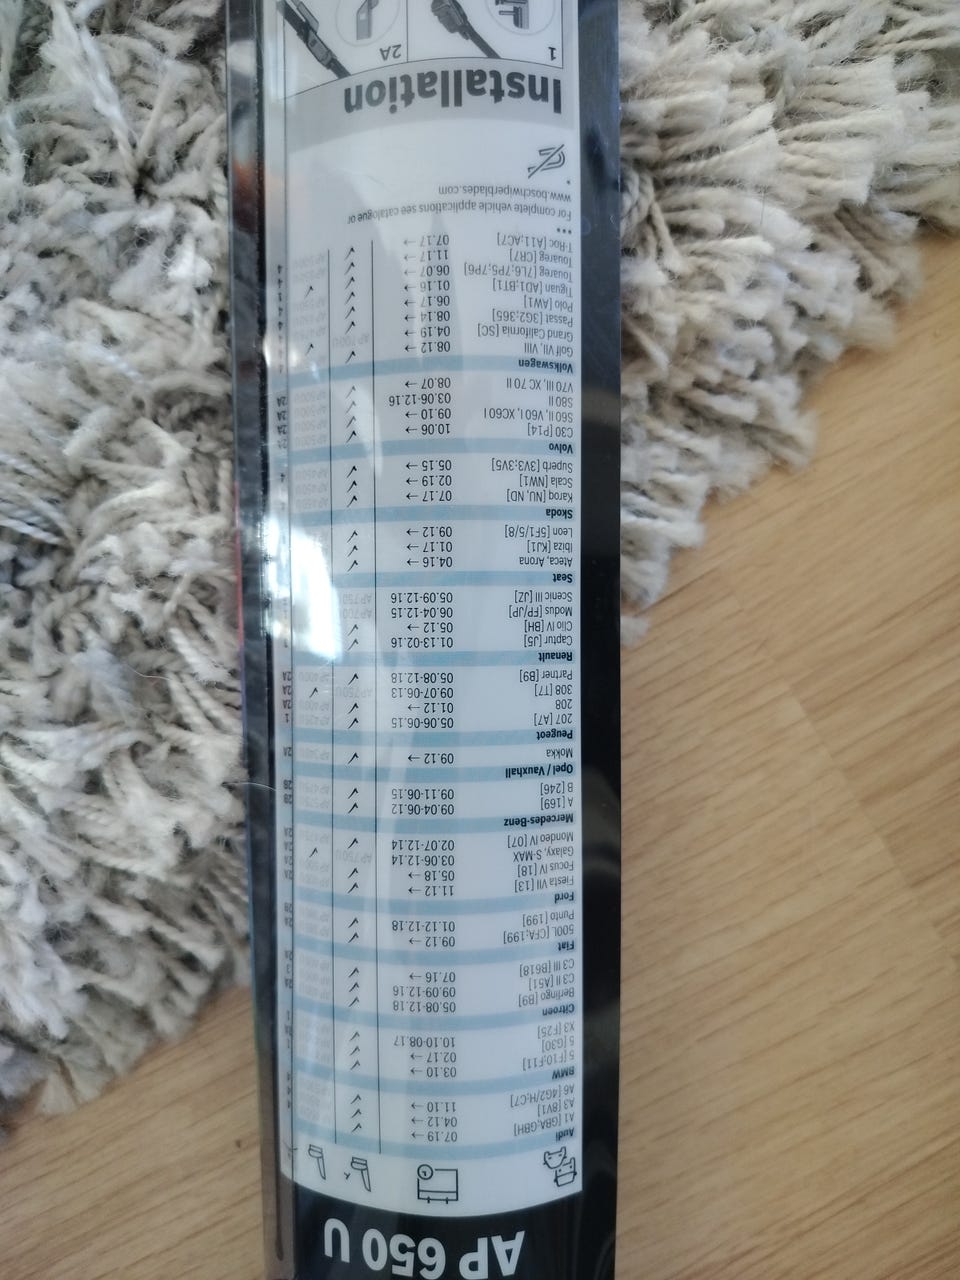 AP 650 U
Audi
A1 [GBA;GBH] 07.19 → ✓
A3 [8V1] 04.12 → ✓
A6 [4G2/H;C7] 11.10 → ✓
BMW
5 [F10;F11] 03.10 → ✓
5 [G30] 02.17 → ✓
X3 [F25] 10.10-08.17 ✓
Citroen
Berlingo [B9] 05.08-12.18 ✓
C3 II [A51] 09.09-12.16 ✓
C3 III [B618] 07.16 → ✓
Fiat
500L [CFA;199] 09.12 → ✓
Punto [199] 01.12-12.18 ✓
Ford
Fiesta VII [13] 11.12 → ✓
Focus IV [18] 05.18 → ✓
Galaxy, S-MAX 03.06-12.14 AP 750 U ✓
Mondeo IV [07] 02.07-12.14 ✓
Mercedes-Benz
A [169] 09.04-06.12 ✓
B [246] 09.11-06.15 ✓
Opel / Vauxhall
Mokka 09.12 → ✓
Peugeot
207 [A7] 05.06-06.15 ✓
208 01.12 → ✓
308 [T7] 09.07-06.13 AP 750 U ✓
Partner [B9] 05.08-12.18 ✓
Renault
Captur [J5] 01.13-02.16 ✓
Clio IV [BH] 05.12 → ✓
Modus [FP/JP] 06.04-12.15 AP 700 U
Scenic III [JZ] 05.09-12.16 AP 750 U
Seat
Ateca, Arona 04.16 → ✓
Ibiza [KJ1] 01.17 → ✓
Leon [5F1/5/8] 09.12 → ✓
Skoda
Karoq [NU, ND] 07.17 → ✓
Scala [NW1] 02.19 → ✓
Superb [3V3;3V5] 05.15 → ✓
Volvo
C30 [P14] 10.06 → ✓
S60 II, V60 I, XC60 I 09.10 → ✓
S80 II 03.06-12.16 ✓
V70, III, XC 70 II 08.07 → ✓
Volkswagen
Golf VII, VIII 08.12 → ✓
Grand California [SC] 04.19 → AP 700 U ✓
Passat [3G2;365] 08.14 → ✓
Polo [AW1] 06.17 → ✓
Tiguan [AD1;BT1] 01.16 → ✓
Touareg [7L6;7P5;7P6] 06.07 → ✓
Touareg [CR7] 11.17 → ✓
T-Roc [A11;AC7] 07.17 → ✓
•••
For complete vehicle applications see catalogue or
www.boschwiperblades.com
Installation
1 2A